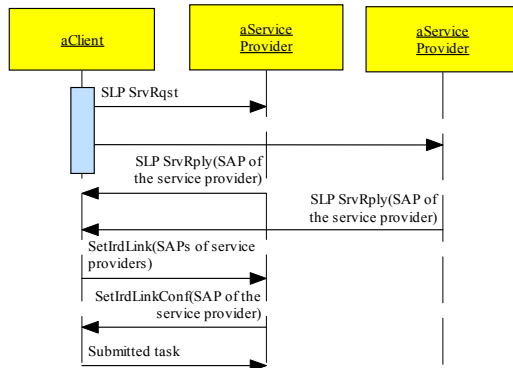 aClient
aService
Provider
aService
Provider
SLP SrvRqst
SLP SrvRply(SAP of
the service provider)
SLP SrvRply(SAP of
the service provider)
SetIrdLink(SAPs of service
providers)
SetIrdLinkConf(SAP of the
service provider)
Submitted task